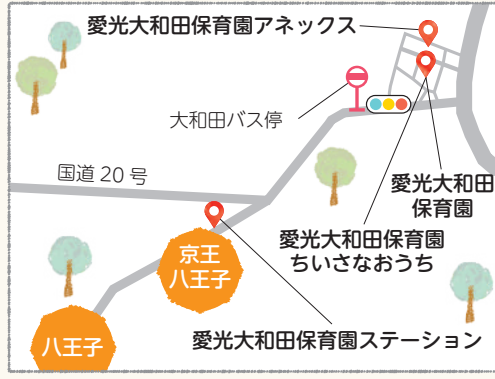 愛光大和田保育園アネックス
大和田バス停
国道 20 号
愛光大和田
保育園
愛光大和田保育園
ちいさなおうち
京王
八王子
愛光大和田保育園ステーション
八王子